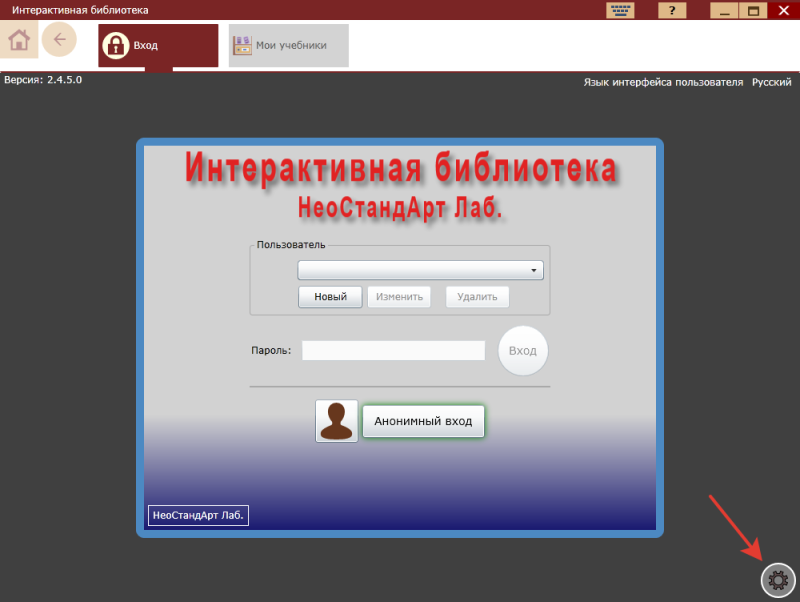 Интерактивная библиотека
?
Вход
Мои учебники
Версия: 2.4.5.0
Язык интерфейса пользователя Русский
Интерактивная библиотека
НеоСтандАрт Лаб.
Пользователь
Новый Изменить Удалить
Пароль: Вход
Анонимный вход
НеоСтандАрт Лаб.